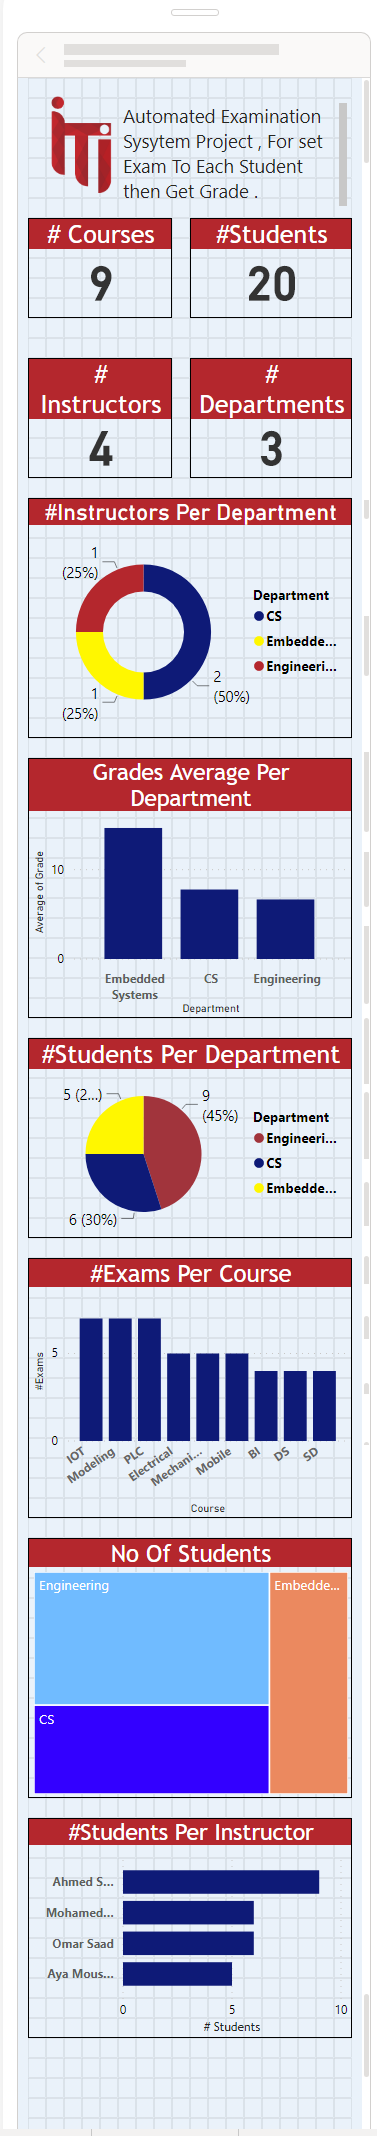 iTi
Automated Examination
Sysytem Project , For set
Exam To Each Student
then Get Grade .
# Courses
9
#Students
20
#
Instructors
4
#
Departments
3
#Instructors Per Department
1
(25%)
1
(25%)
2
(50%)
Department
CS
Embedde...
Engineeri...
Grades Average Per
Department
Average of Grade
10
0
Embedded
Systems
CS
Engineering
Department
#Students Per Department
5 (2...)
9
(45%)
6 (30%)
Department
Engineeri...
CS
Embedde...
#Exams Per Course
#Exams
5
0
IOT
Modeling
PLC
Electrical
Mechani...
Mobile
BI
DS
SD
Course
No Of Students
Engineering
Embedde...
CS
#Students Per Instructor
Ahmed S...
Mohamed...
Omar Saad
Aya Mous...
0
5
10
# Students